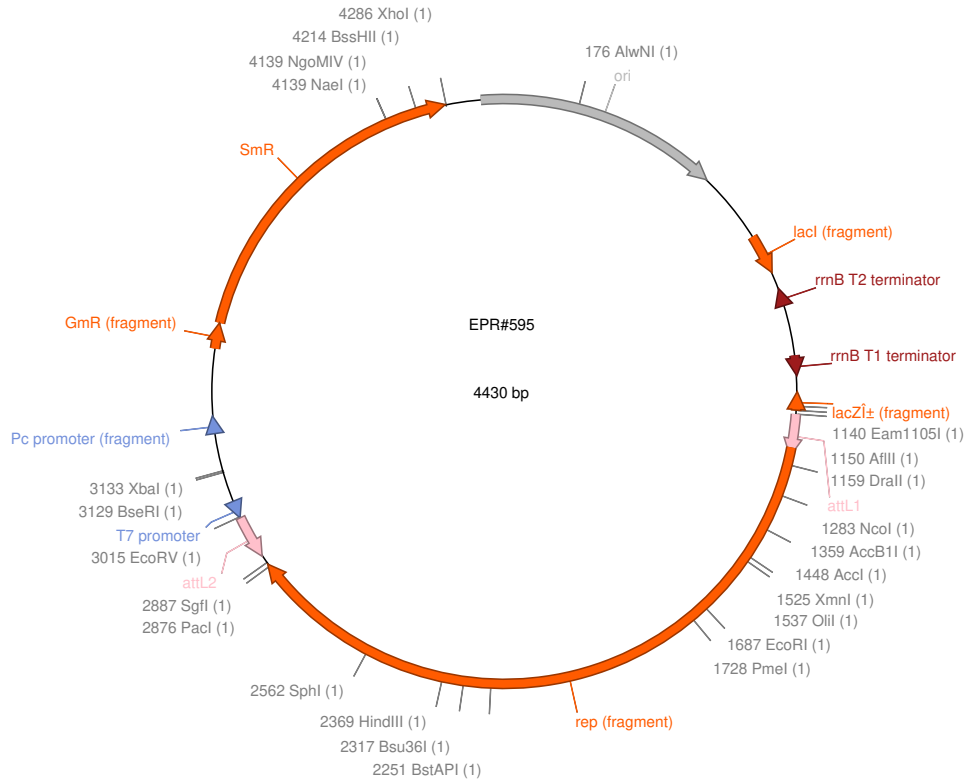 4286 XhoI (1)
4214 BssHII (1)
4139 NgoMIV (1)
4139 NaeI (1)
176 AlwNI (1)
ori
SmR
lacI (fragment)
rrnB T2 terminator
GmR (fragment)
EPR#595
rrnB T1 terminator
4430 bp
lacZÎ± (fragment)
Pc promoter (fragment)
1140 Eam1105I (1)
1150 AflII (1)
1159 DraII (1)
attL1
3133 XbaI (1)
3129 BseRI (1)
T7 promoter
3015 EcoRV (1)
attL2
2887 SgfI (1)
2876 PacI (1)
1283 NcoI (1)
1359 AccB1I (1)
1448 AccI (1)
1525 XmnI (1)
1537 OliI (1)
1687 EcoRI (1)
1728 PmeI (1)
2562 SphI (1)
2369 HindIII (1)
2317 Bsu36I (1)
2251 BstAPI (1)
rep (fragment)